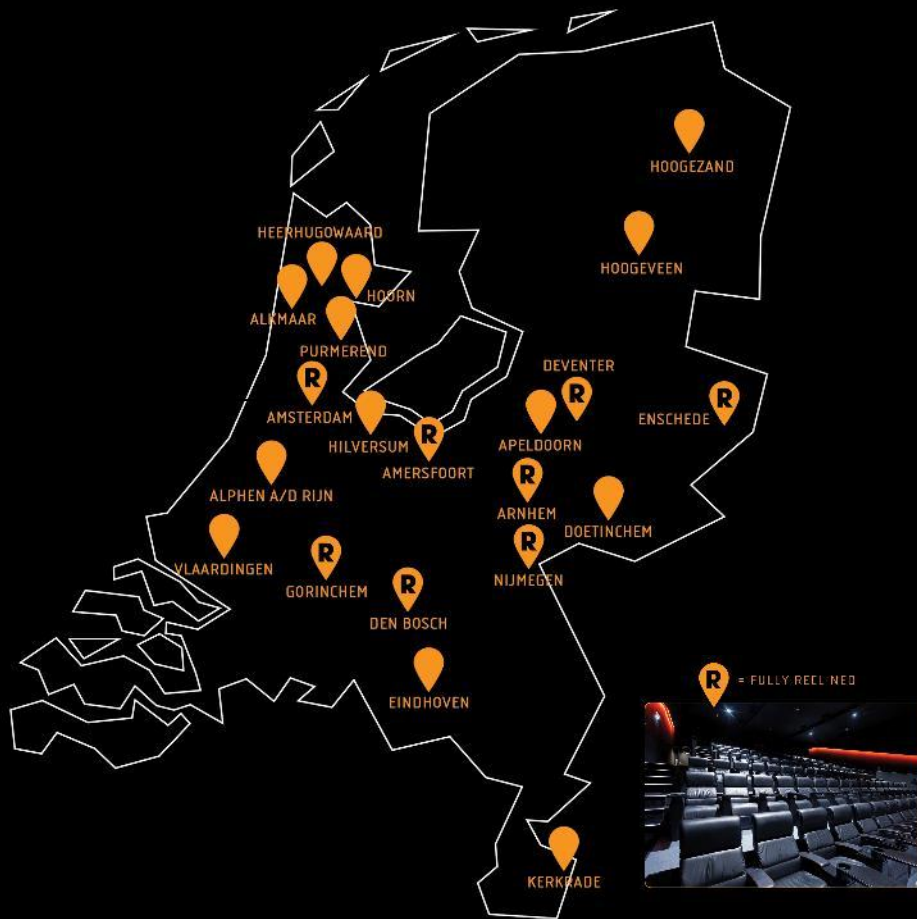 HOOGEZAND
HEERHUGOWAARD
HOOGEVEEN
HOORN
ALKMAAR
PURMEREND
DEVENTER
R
R
R
AMSTERDAM
ENSCHEDE
HILVERSUM
R
APELDOORN
AMERSFOORT
R
ALPHEN A/D RIJN
ARNHEM
DOETINCHEM
VLAARDINGEN
R
R
NIJMEGEN
GORINCHEM
R
DEN BOSCH
R = FULLY RECLINED
EINDHOVEN
KERKRADE